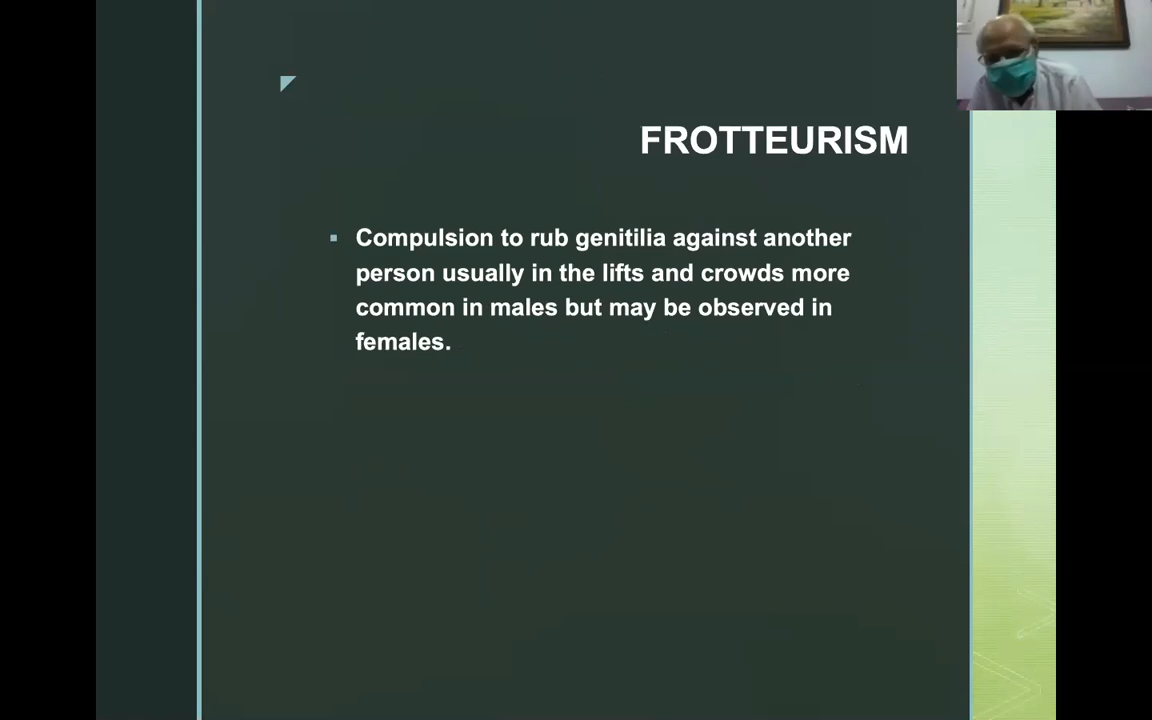 FROTTEURISM
Compulsion to rub genitilia against another
person usually in the lifts and crowds more
common in males but may be observed in
females.